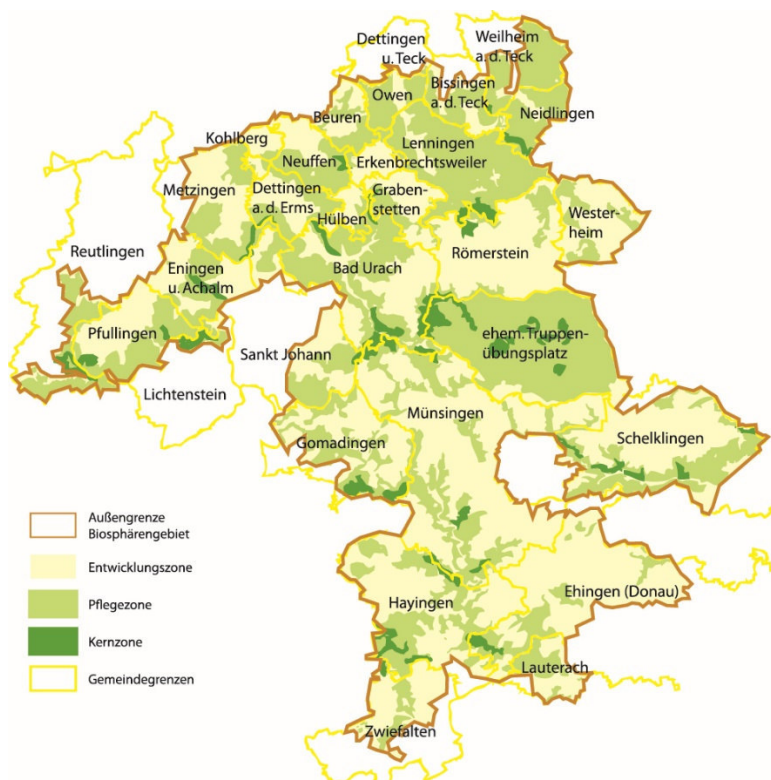 Dettingen
u. Teck
Weilheim
a. d. Teck
Owen
Bissingen
a. d. Teck
Neidlingen
Beuren
Kohlberg
Lenningen
Neuffen
Erkenbrechtsweiler
Metzingen
Dettingen
a. d. Erms
Graben-
stetten
Hülben
Wester-
heim
Reutlingen
Römerstein
Eningen
u. Achalm
Bad Urach
Pfullingen
Sankt Johann
ehem. Truppen-
übungsplatz
Lichtenstein
Münsingen
Gomadingen
Schelklingen
Außengrenze
Biosphärengebiet
Entwicklungszone
Pflegezone
Kernzone
Gemeindegrenzen
Hayingen
Ehingen (Donau)
Lauterach
Zwiefalten